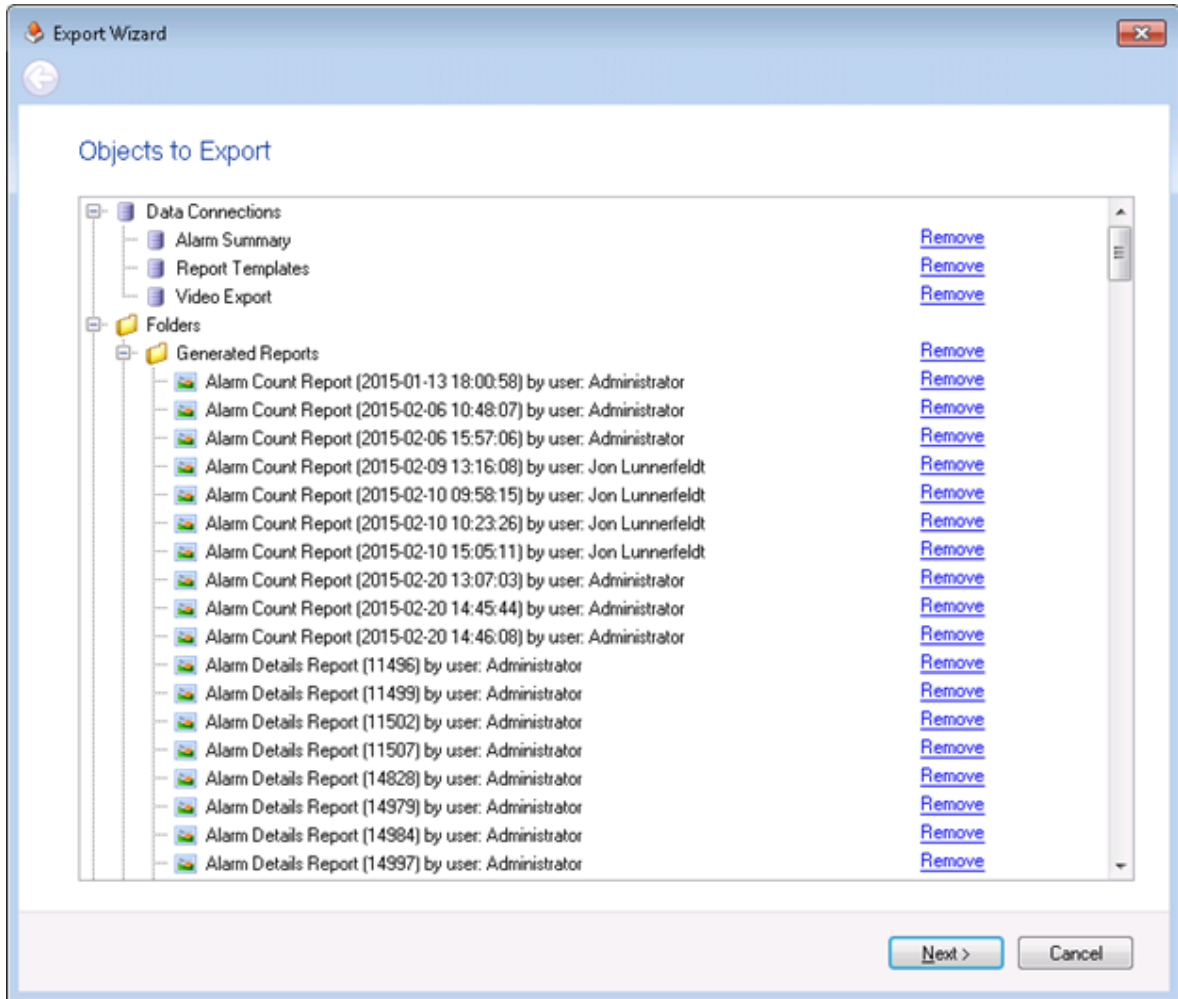 Export Wizard
Objects to Export
Data Connections
Alarm Summary Remove
Report Templates Remove
Video Export Remove
Folders
Generated Reports Remove
Alarm Count Report (2015-01-13 18:00:58) by user: Administrator Remove
Alarm Count Report (2015-02-06 10:48:07) by user: Administrator Remove
Alarm Count Report (2015-02-06 15:57:06) by user: Administrator Remove
Alarm Count Report (2015-02-09 13:16:08) by user: Jon Lunnerfeldt Remove
Alarm Count Report (2015-02-10 09:58:15) by user: Jon Lunnerfeldt Remove
Alarm Count Report (2015-02-10 10:23:26) by user: Jon Lunnerfeldt Remove
Alarm Count Report (2015-02-10 15:05:11) by user: Jon Lunnerfeldt Remove
Alarm Count Report (2015-02-20 13:07:03) by user: Administrator Remove
Alarm Count Report (2015-02-20 14:45:44) by user: Administrator Remove
Alarm Count Report (2015-02-20 14:46:08) by user: Administrator Remove
Alarm Details Report (11496) by user: Administrator Remove
Alarm Details Report (11499) by user: Administrator Remove
Alarm Details Report (11502) by user: Administrator Remove
Alarm Details Report (11507) by user: Administrator Remove
Alarm Details Report (14828) by user: Administrator Remove
Alarm Details Report (14979) by user: Administrator Remove
Alarm Details Report (14984) by user: Administrator Remove
Alarm Details Report (14997) by user: Administrator Remove
Next > Cancel